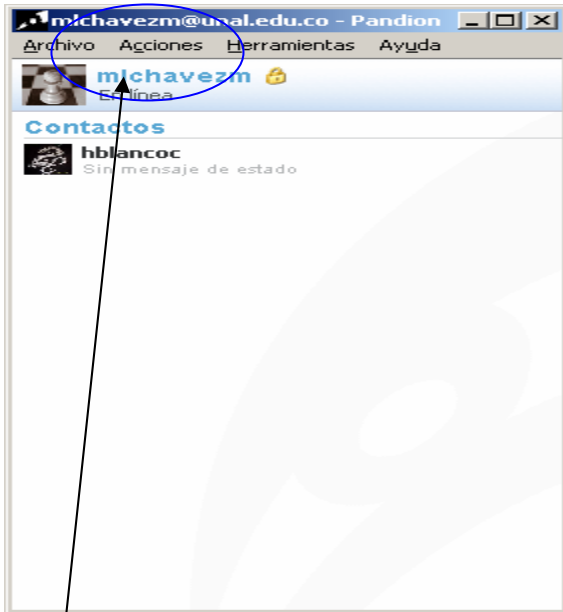 mlchavezm@unal.edu.co - Pandion
Archivo Acciones Herramientas Ayuda
mlchavezm
En línea
Contactos
hblancoc
Sin mensaje de estado